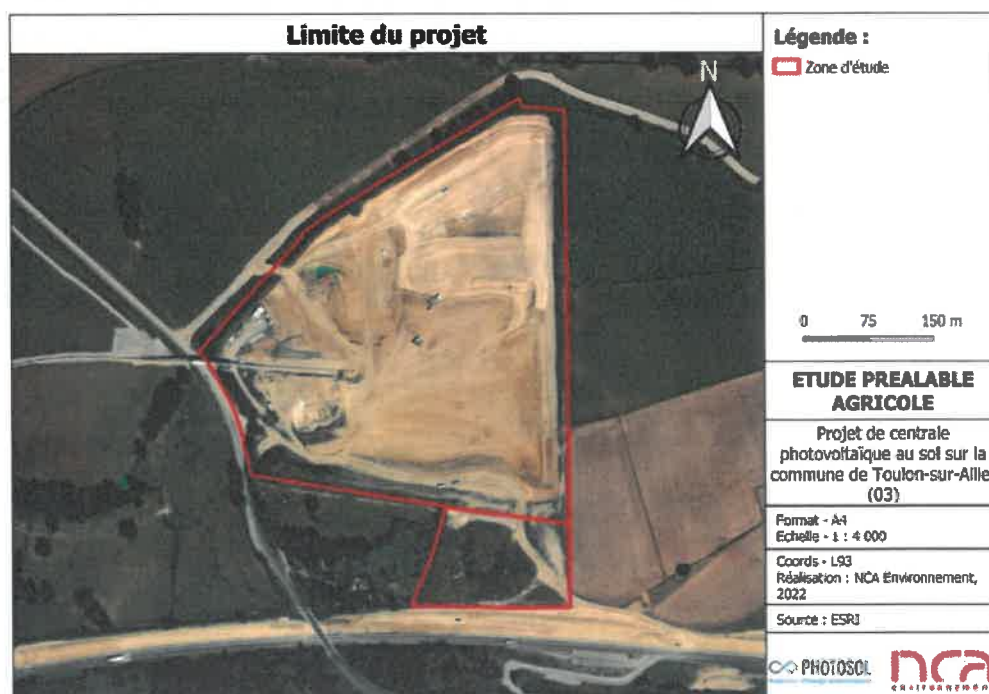 Limite du projet
Légende :
Zone d'étude
N
0 75 150 m
ETUDE PREALABLE
AGRICOLE
Projet de centrale
photovoltaïque au sol sur la
commune de Toulon-sur-Allier
(03)
Format - A4
Echelle - 1 : 4 000
Coords - L93
Réalisation : NCA Environnement,
2022
Source : ESRI
PHOTOSOL
nca
environnement